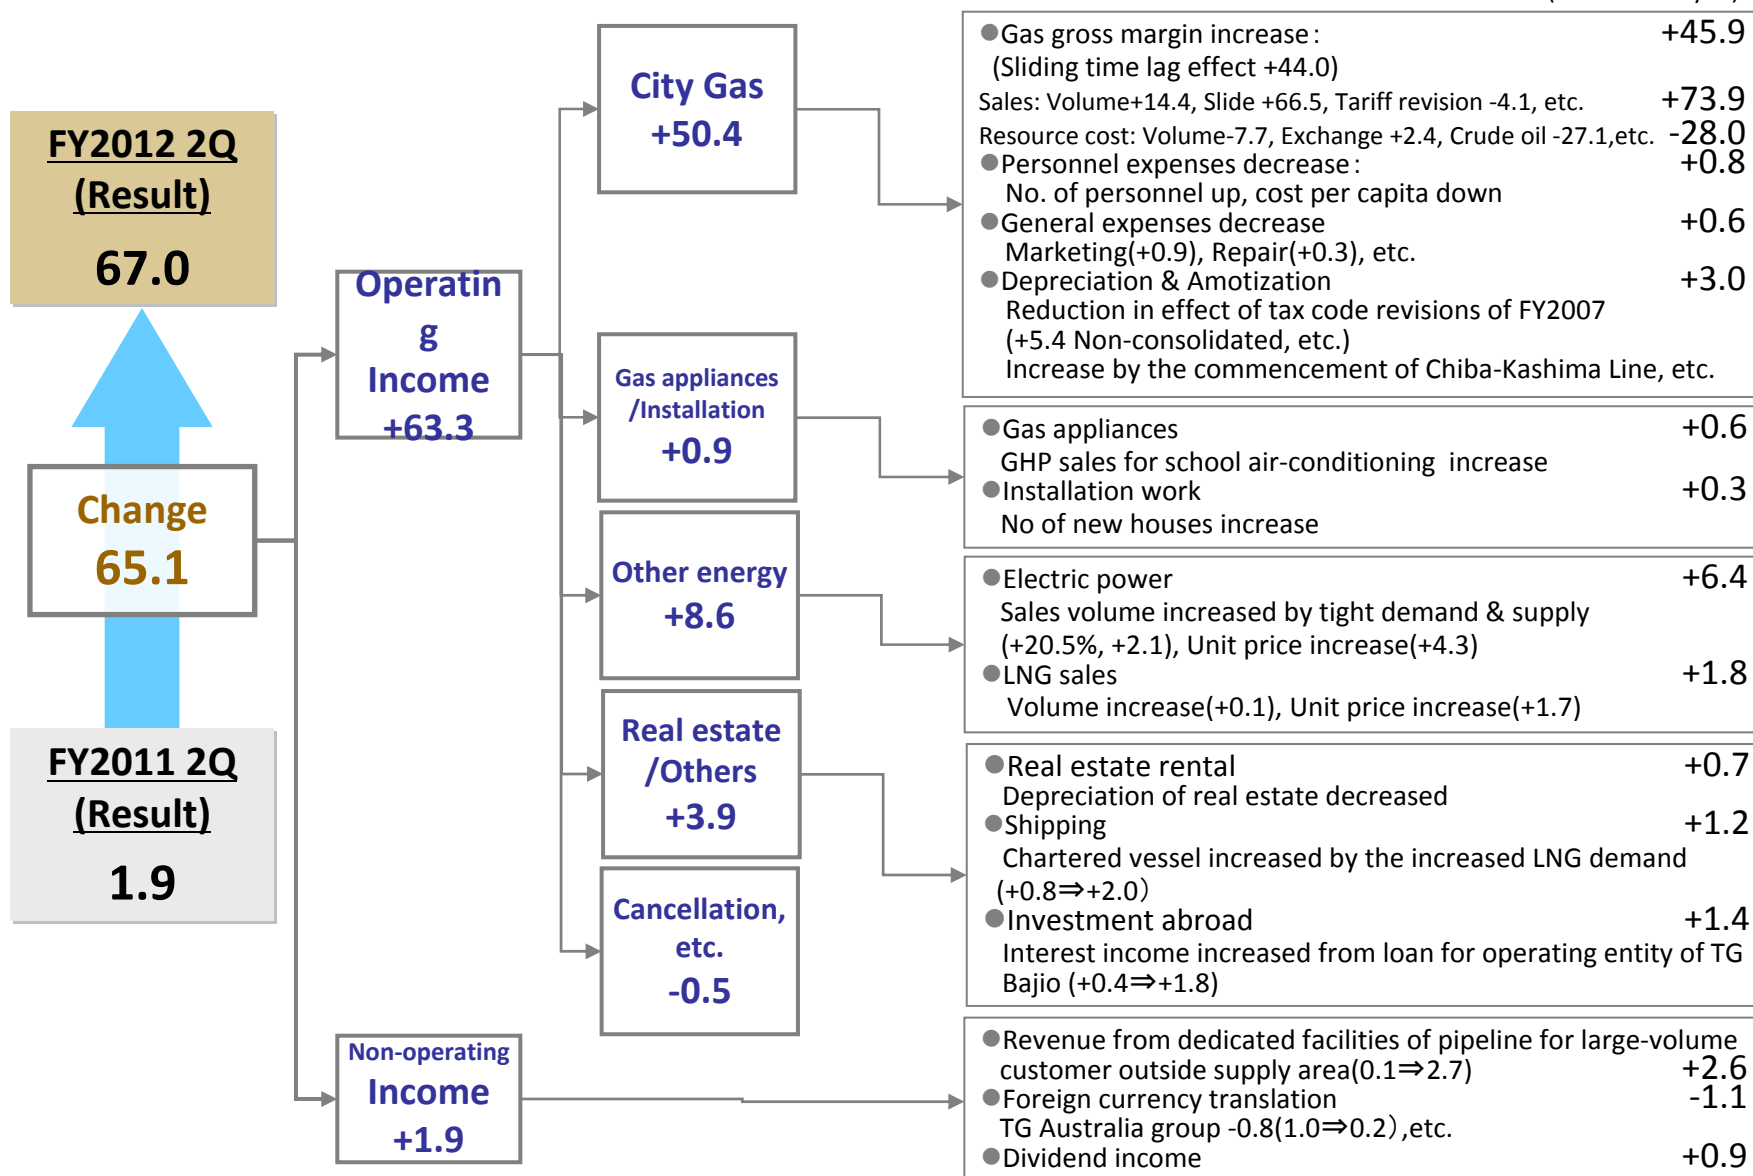 FY2012 2Q
(Result)
67.0
Change
65.1
FY2011 2Q
(Result)
1.9
Operatin
g
Income
+63.3
Non-operating
Income
+1.9
City Gas
+50.4
Gas appliances
/Installation
+0.9
Other energy
+8.6
Real estate
/Others
+3.9
Cancellation,
etc.
-0.5
●Gas gross margin increase: +45.9
(Sliding time lag effect +44.0)
Sales: Volume+14.4, Slide +66.5, Tariff revision -4.1, etc. +73.9
Resource cost: Volume-7.7, Exchange +2.4, Crude oil -27.1,etc. -28.0
●Personnel expenses decrease: +0.8
No. of personnel up, cost per capita down
●General expenses decrease +0.6
Marketing(+0.9), Repair(+0.3), etc.
●Depreciation & Amotization +3.0
Reduction in effect of tax code revisions of FY2007
(+5.4 Non-consolidated, etc.)
Increase by the commencement of Chiba-Kashima Line, etc.
●Gas appliances +0.6
GHP sales for school air-conditioning increase
●Installation work +0.3
No of new houses increase
●Electric power +6.4
Sales volume increased by tight demand & supply
(+20.5%, +2.1), Unit price increase(+4.3)
●LNG sales +1.8
Volume increase(+0.1), Unit price increase(+1.7)
●Real estate rental +0.7
Depreciation of real estate decreased
●Shipping +1.2
Chartered vessel increased by the increased LNG demand
(+0.8⇒+2.0)
●Investment abroad +1.4
Interest income increased from loan for operating entity of TG
Bajio (+0.4⇒+1.8)
●Revenue from dedicated facilities of pipeline for large-volume
customer outside supply area(0.1⇒2.7) +2.6
●Foreign currency translation -1.1
TG Australia group -0.8(1.0⇒0.2),etc.
●Dividend income +0.9